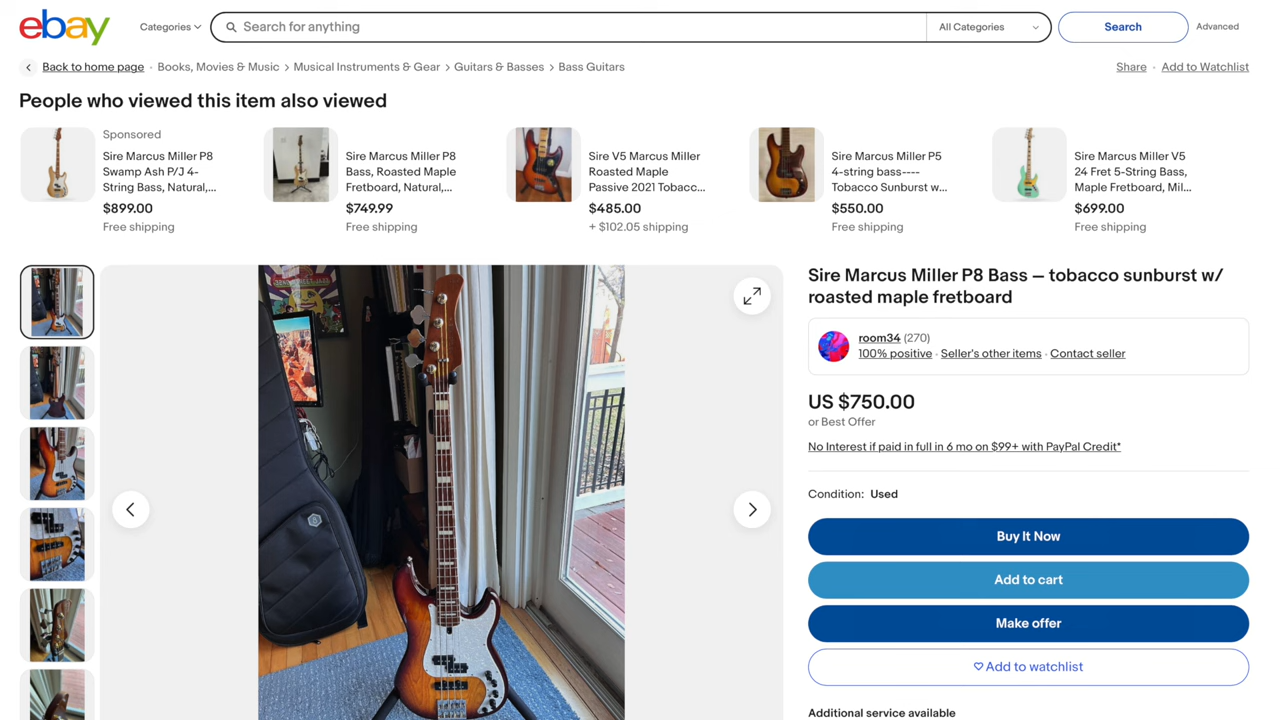 ebay
Categories
Search for anything
All Categories
Search
Advanced
Back to home page · Books, Movies & Music > Musical Instruments & Gear > Guitars & Basses > Bass Guitars
Share · Add to Watchlist
People who viewed this item also viewed
Sponsored
Sire Marcus Miller P8
Swamp Ash P/J 4-
String Bass, Natural,...
$899.00
Free shipping
Sire Marcus Miller P8
Bass, Roasted Maple
Fretboard, Natural,...
$749.99
Free shipping
Sire V5 Marcus Miller
Roasted Maple
Passive 2021 Tobacc...
$485.00
+ $102.05 shipping
Sire Marcus Miller P5
4-string bass----
Tobacco Sunburst w...
$550.00
Free shipping
Sire Marcus Miller V5
24 Fret 5-String Bass,
Maple Fretboard, Mil...
$699.00
Free shipping
Sire Marcus Miller P8 Bass – tobacco sunburst w/
roasted maple fretboard
room34 (270)
100% positive · Seller's other items · Contact seller
US $750.00
or Best Offer
No Interest if paid in full in 6 mo on $99+ with PayPal Credit*
Condition: Used
Buy It Now
Add to cart
Make offer
Add to watchlist
Additional service available